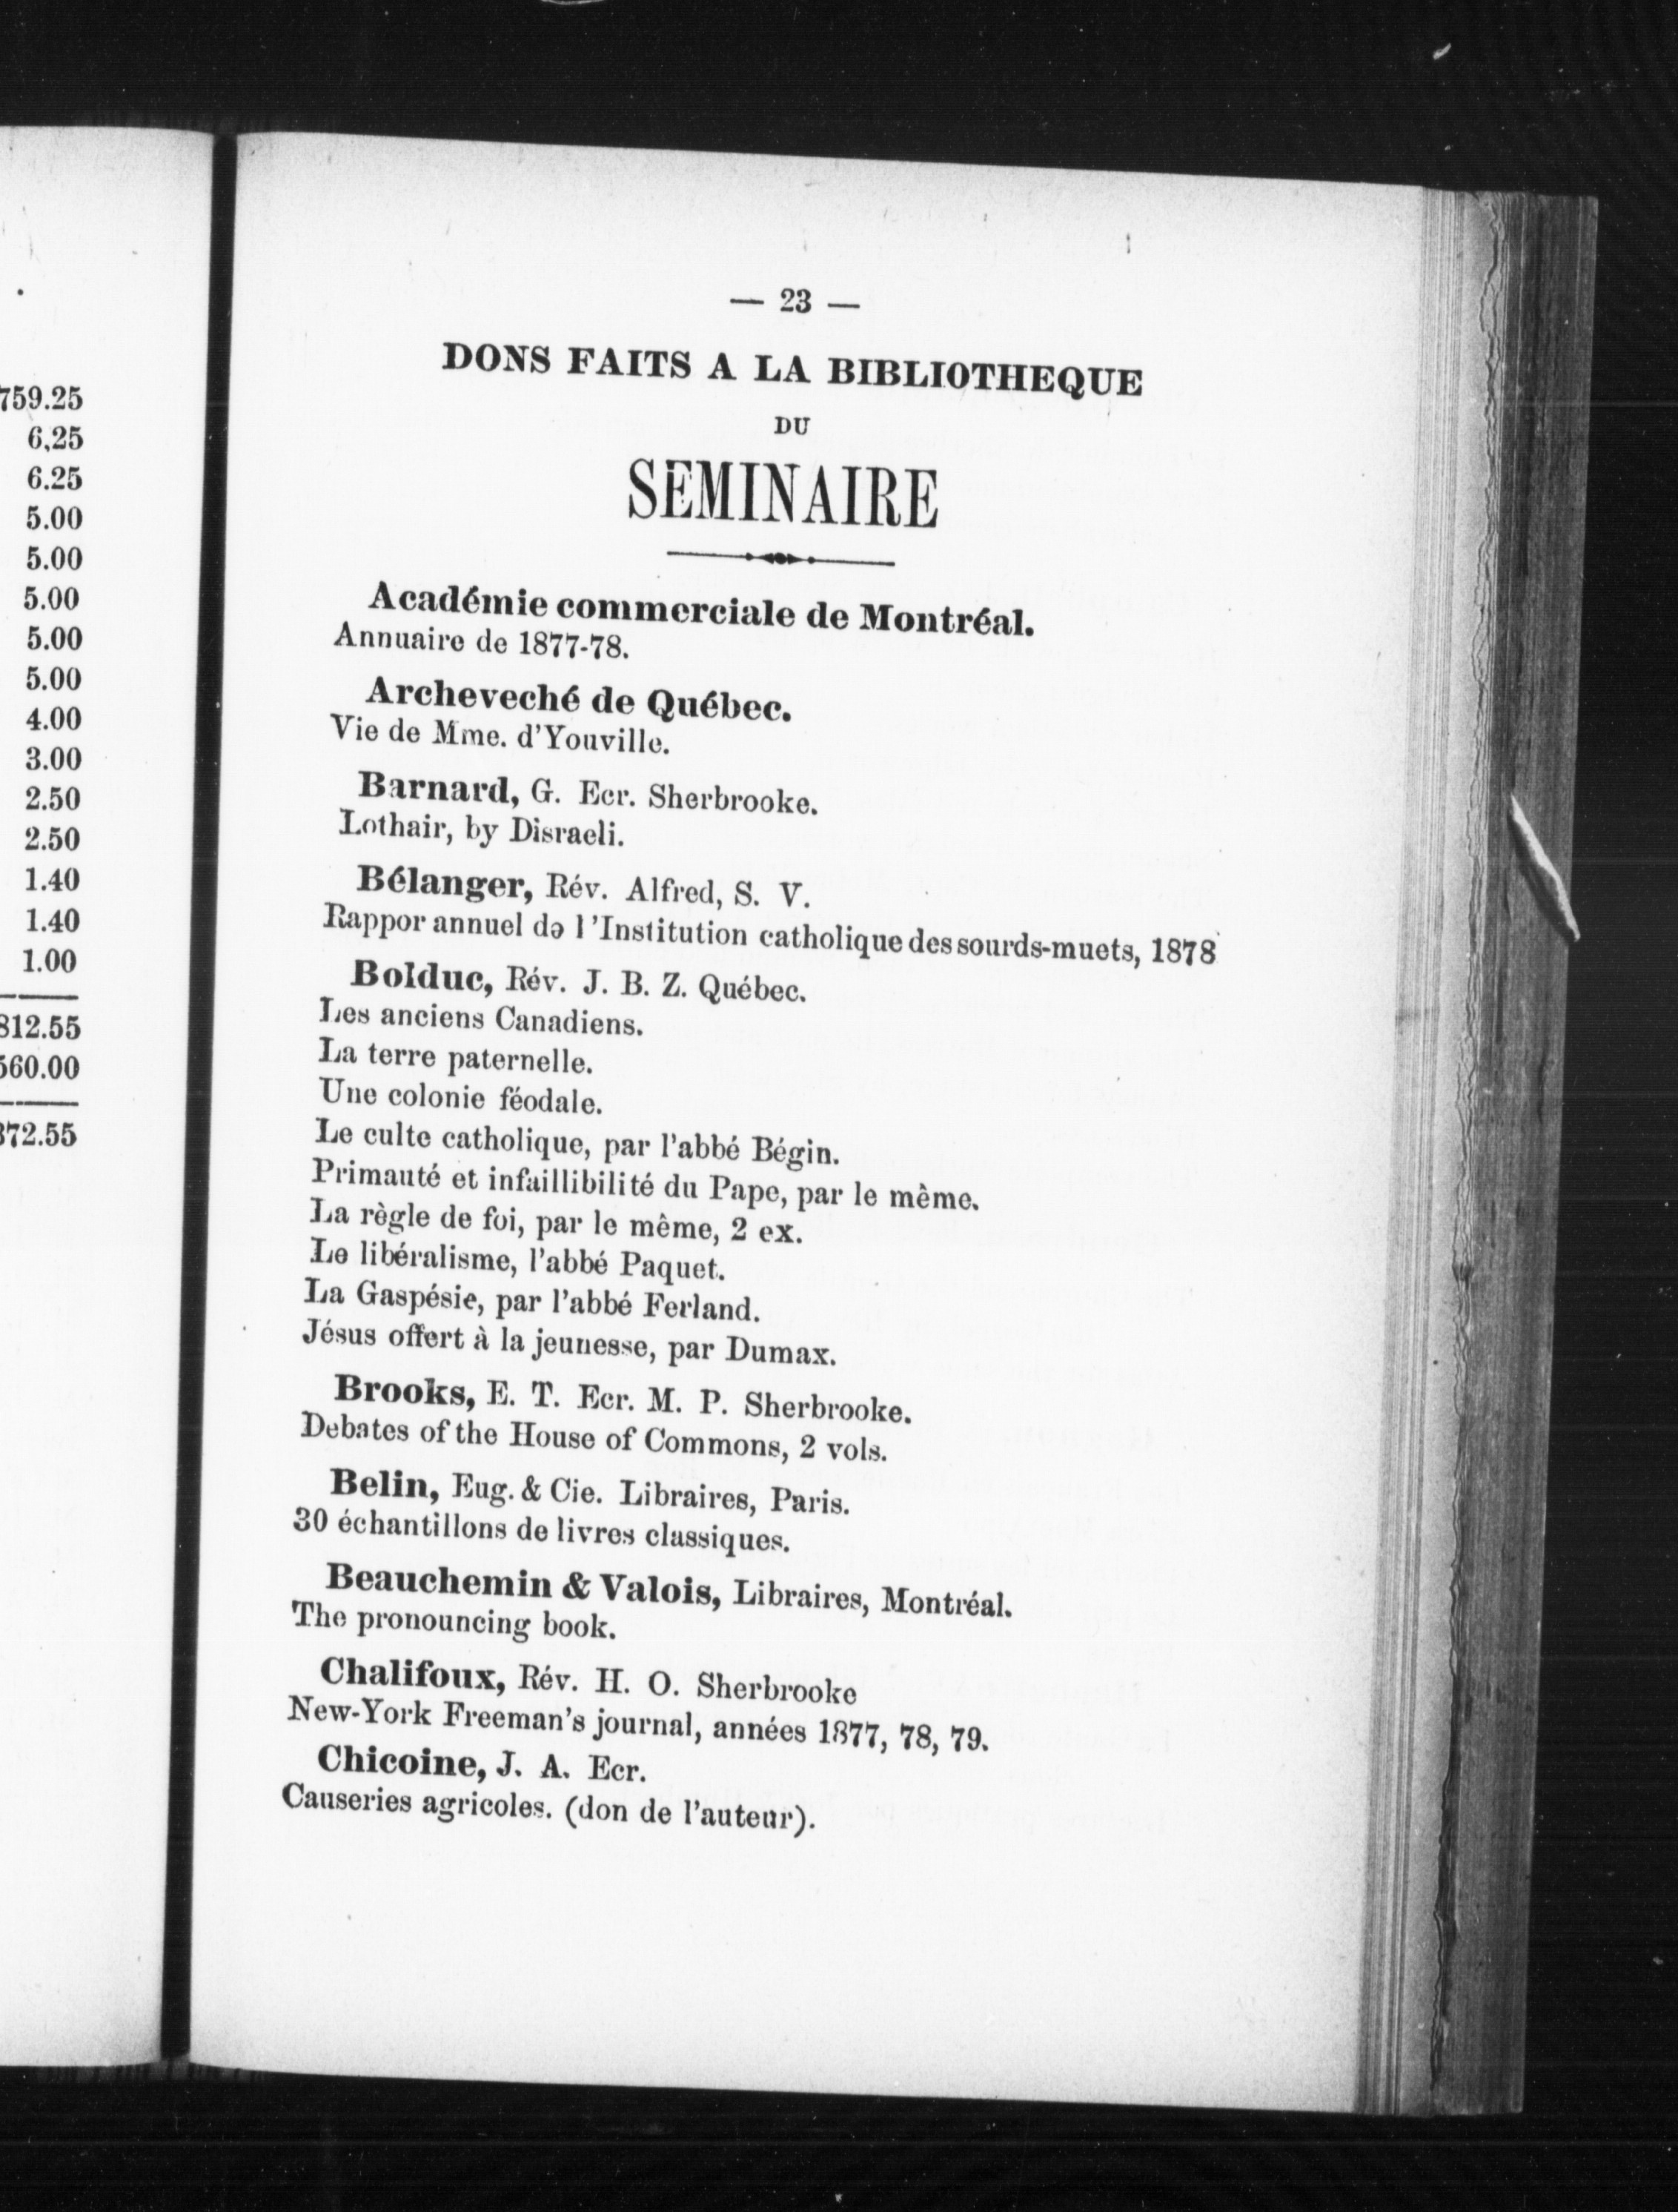 759.25
6,25
6.25
5.00
5.00
5.00
5.00
5.00
4.00
3.00
2.50
2.50
1.40
1.40
1.00
812.55
560.00
372.55
— 23 —
DONS FAITS A LA BIBLIOTHEQUE
DU
SEMINAIRE
Académie commerciale de Montréal.
Annuaire de 1877-78.
Archeveché de Québec.
Vie de Mme. d'Youville.
Barnard, G. Ecr. Sherbrooke.
Lothair, by Disraeli.
Bélanger, Rév. Alfred, S. V.
Rappor annuel de l'Institution catholique des sourds-muets, 1878
Bolduc, Rév. J. B. Z. Québec.
Les anciens Canadiens.
La terre paternelle.
Une colonie féodale.
Le culte catholique, par l'abbé Bégin.
Primauté et infaillibilité du Pape, par le même.
La règle de foi, par le même, 2 ex.
Le libéralisme, l'abbé Paquet.
La Gaspésie, par l'abbé Ferland.
Jésus offert à la jeunesse, par Dumax.
Brooks, E. T. Ecr. M. P. Sherbrooke.
Debates of the House of Commons, 2 vols.
Belin, Eug. & Cie. Libraires, Paris.
30 échantillons de livres classiques.
Beauchemin & Valois, Libraires, Montréal.
The pronouncing book.
Chalifoux, Rév. H. O. Sherbrooke
New-York Freeman's journal, années 1877, 78, 79.
Chicoine, J. A. Ecr.
Causeries agricoles. (don de l'auteur).